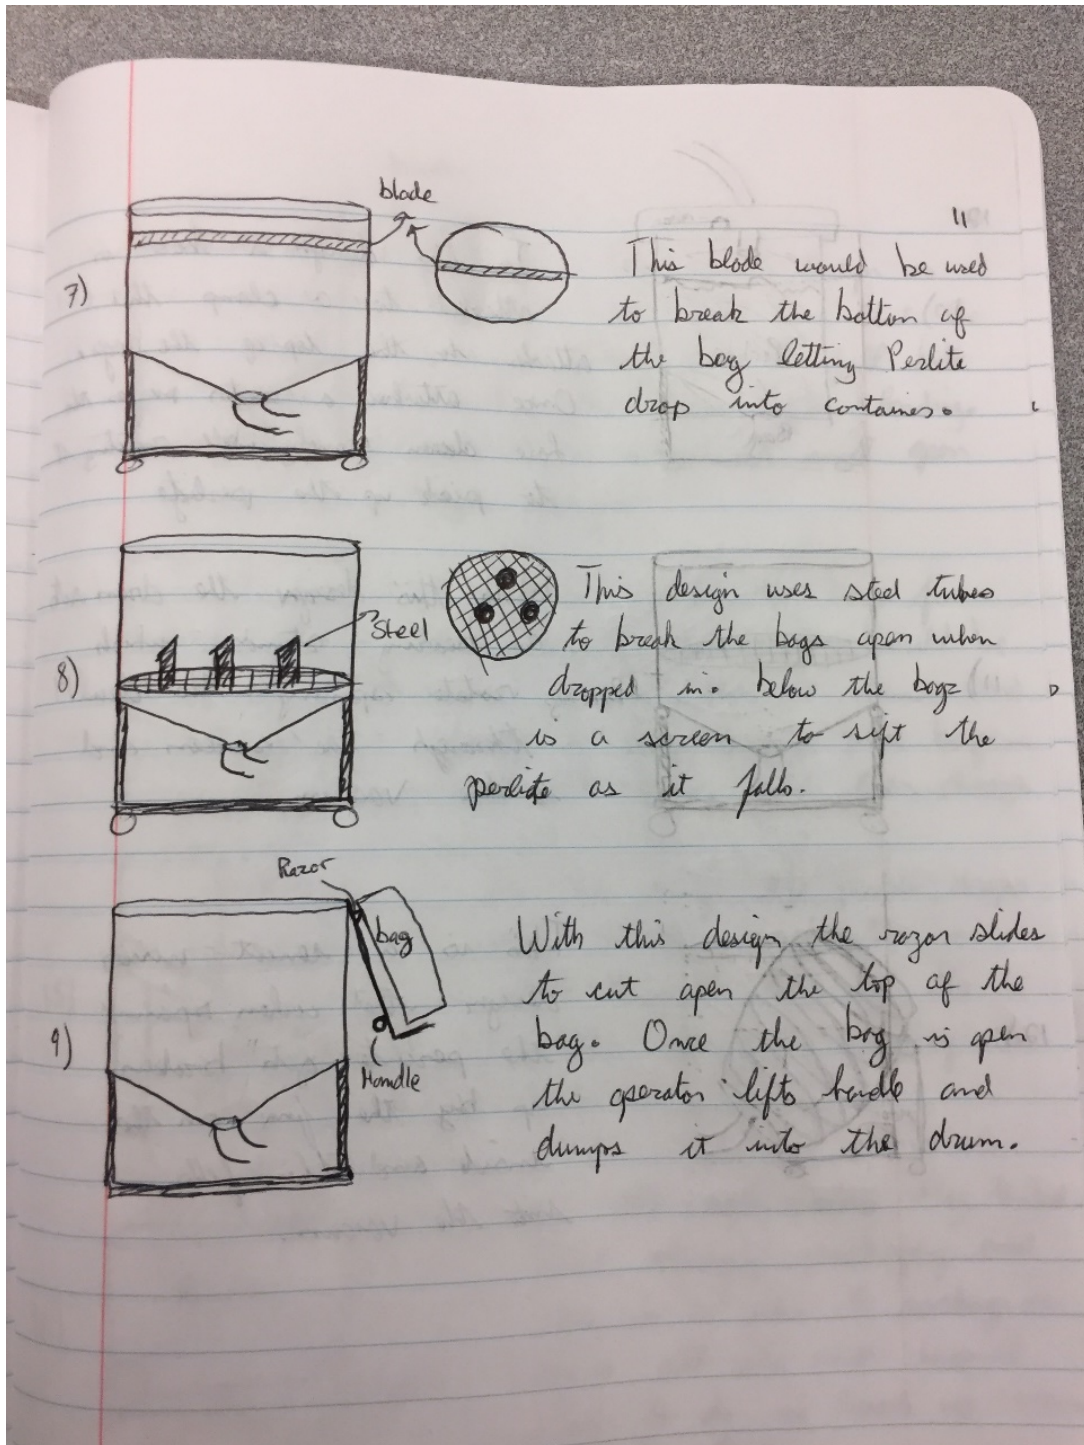 11
blade
7)
This blade would be used
to break the bottom of
the bag letting Perlite
drop into container.
Steel
8)
This design uses steel tubes
to break the bags open when
dropped in. below the bags
is a screen to sift the
perlite as it falls.
Razor
bag
9)
Handle
With this design the razor slides
to cut open the top of the
bag. Once the bag is open
the operator lifts handle and
dumps it into the drum.